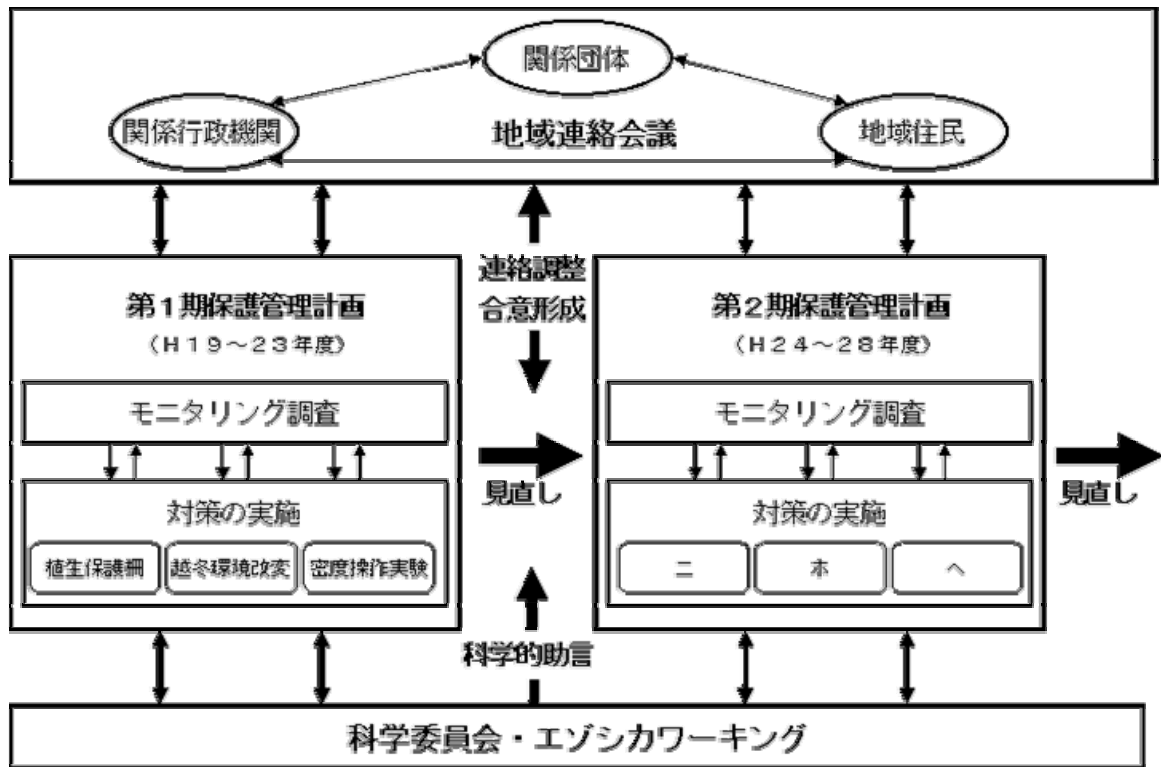 関係団体
関係行政機関
地域連絡会議
地域住民
連絡調整
合意形成
第１期保護管理計画
（Ｈ１９～２３年度）
モニタリング調査
対策の実施
植生保護柵
越冬環境改変
密度操作実験
見直し
第２期保護管理計画
（Ｈ２４～２８年度）
モニタリング調査
対策の実施
ニ
ホ
ヘ
見直し
科学的助言
科学委員会・エゾシカワーキング